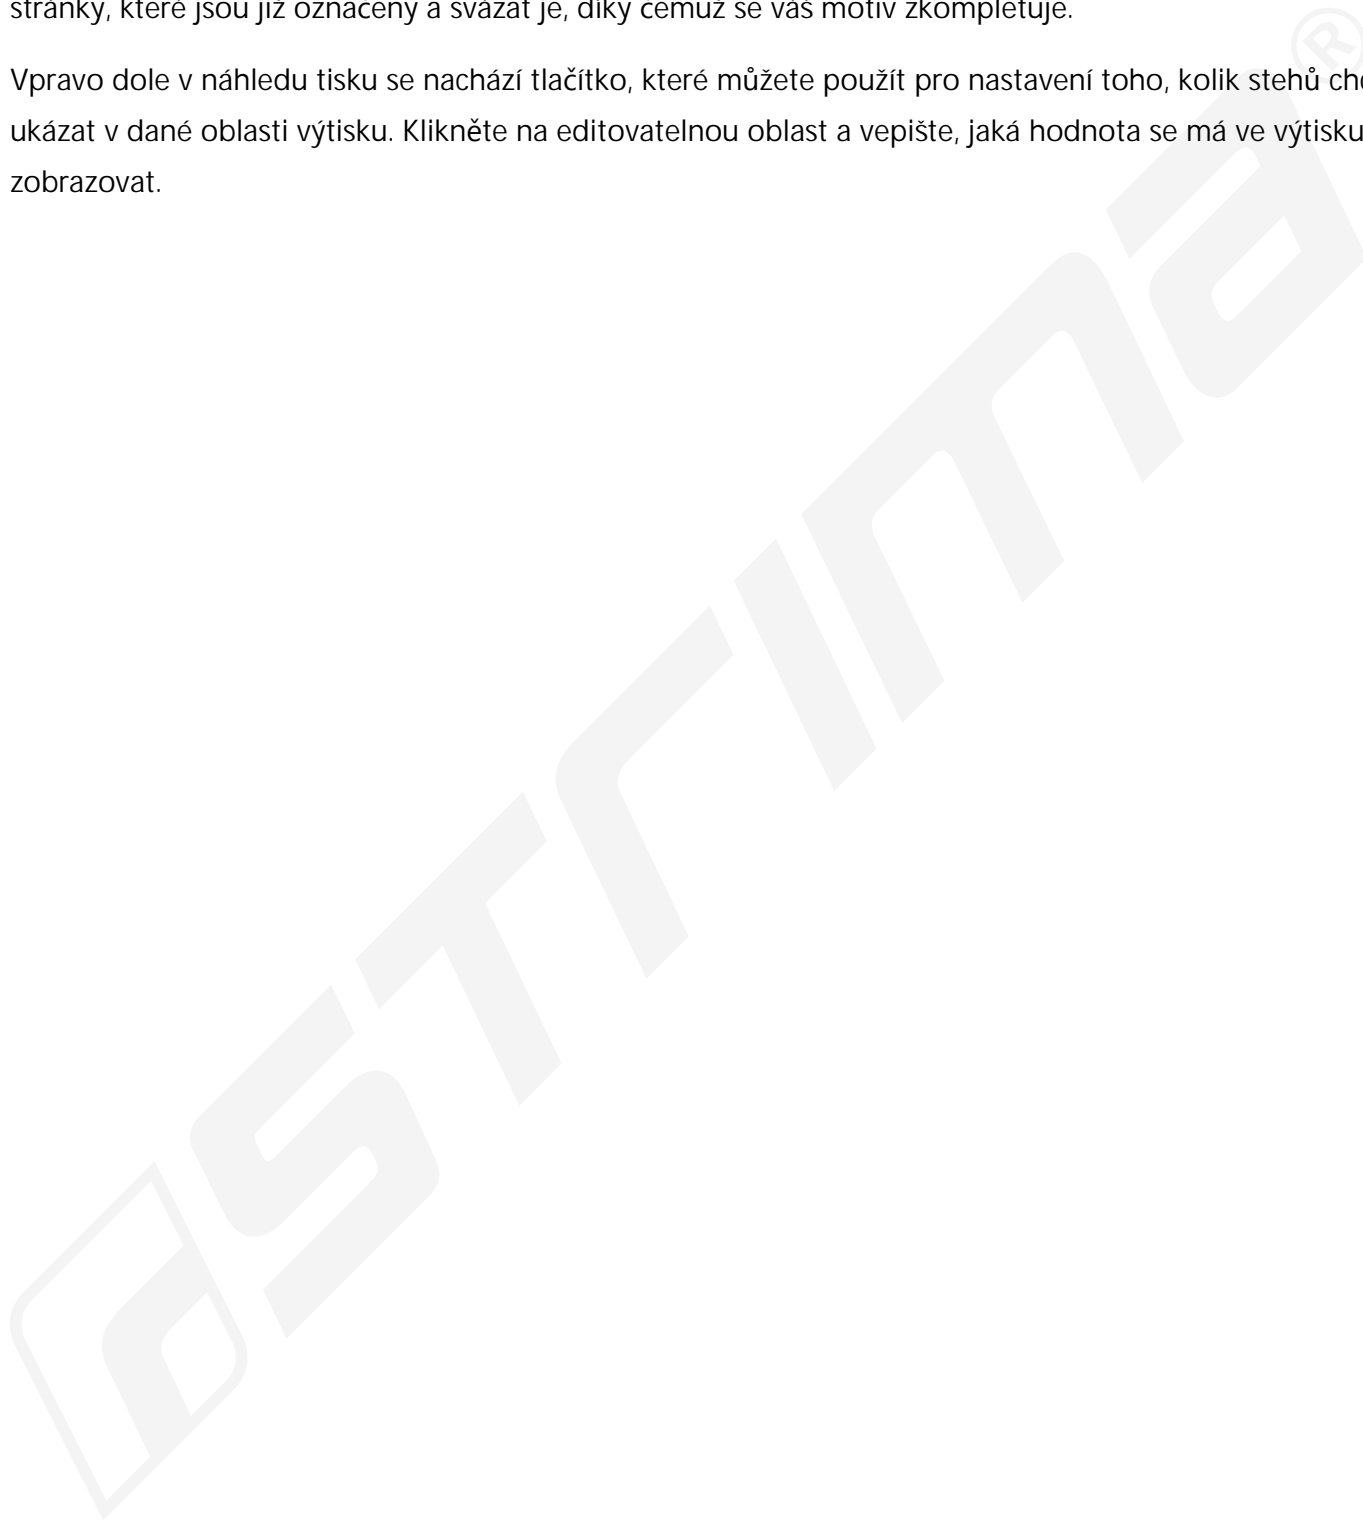 stránky, které jsou již označeny a svázat je, díky čemuž se váš motiv zkompletuje.
Vpravo dole v náhledu tisku se nachází tlačítko, které můžete použít pro nastavení toho, kolik stehů
ukázat v dané oblasti výtisku. Klikněte na editovatelnou oblast a vepište, jaká hodnota se má ve výtisku
zobrazovat.
STRIMA®